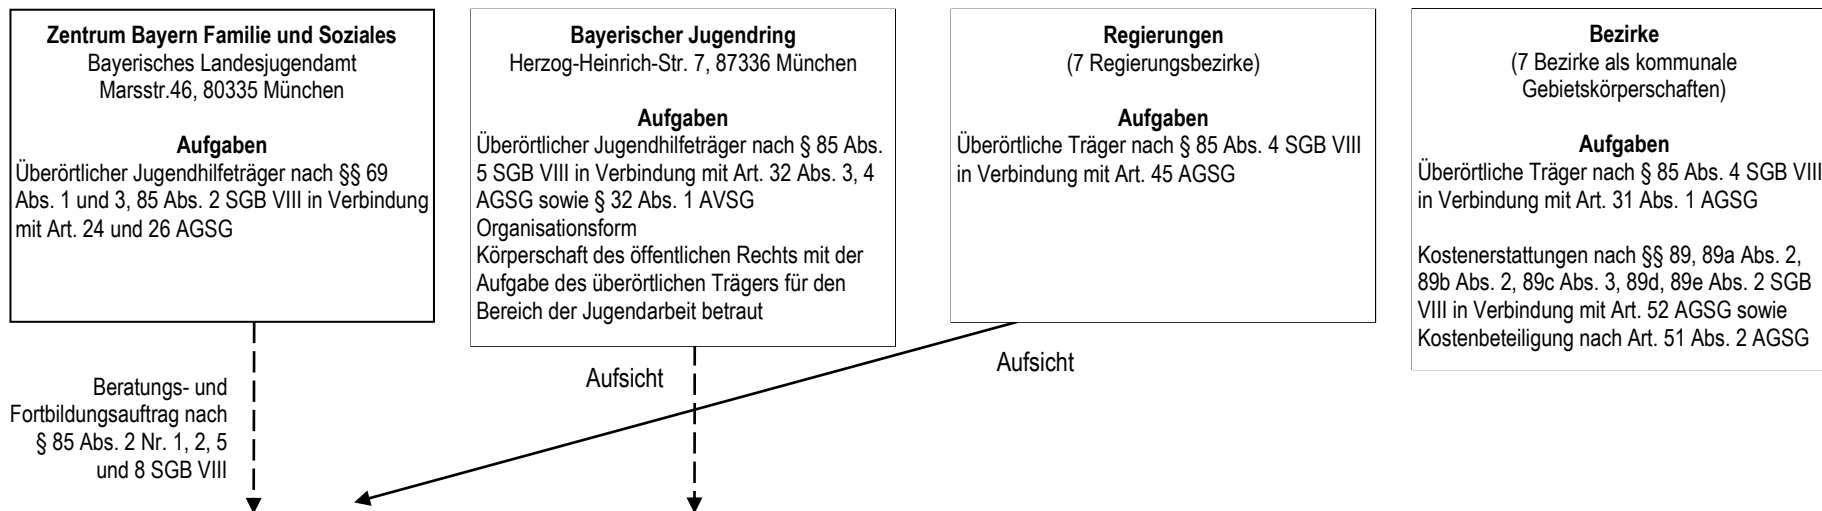 Zentrum Bayern Familie und Soziales
Bayerisches Landesjugendamt
Marsstr.46, 80335 München
Aufgaben
Überörtlicher Jugendhilfeträger nach §§ 69
Abs. 1 und 3, 85 Abs. 2 SGB VIII in Verbindung
mit Art. 24 und 26 AGSG
Bayerischer Jugendring
Herzog-Heinrich-Str. 7, 87336 München
Aufgaben
Überörtlicher Jugendhilfeträger nach § 85 Abs.
5 SGB VIII in Verbindung mit Art. 32 Abs. 3, 4
AGSG sowie § 32 Abs. 1 AVSG
Organisationsform
Körperschaft des öffentlichen Rechts mit der
Aufgabe des überörtlichen Trägers für den
Bereich der Jugendarbeit betraut
Regierungen
(7 Regierungsbezirke)
Aufgaben
Überörtliche Träger nach § 85 Abs. 4 SGB VIII
in Verbindung mit Art. 45 AGSG
Bezirke
(7 Bezirke als kommunale
Gebietskörperschaften)
Aufgaben
Überörtliche Träger nach § 85 Abs. 4 SGB VIII
in Verbindung mit Art. 31 Abs. 1 AGSG
Kostenerstattungen nach §§ 89, 89a Abs. 2,
89b Abs. 2, 89c Abs. 3, 89d, 89e Abs. 2 SGB
VIII in Verbindung mit Art. 52 AGSG sowie
Kostenbeteiligung nach Art. 51 Abs. 2 AGSG
Beratungs- und
Fortbildungsauftrag nach
§ 85 Abs. 2 Nr. 1, 2, 5
und 8 SGB VIII
Aufsicht
Aufsicht